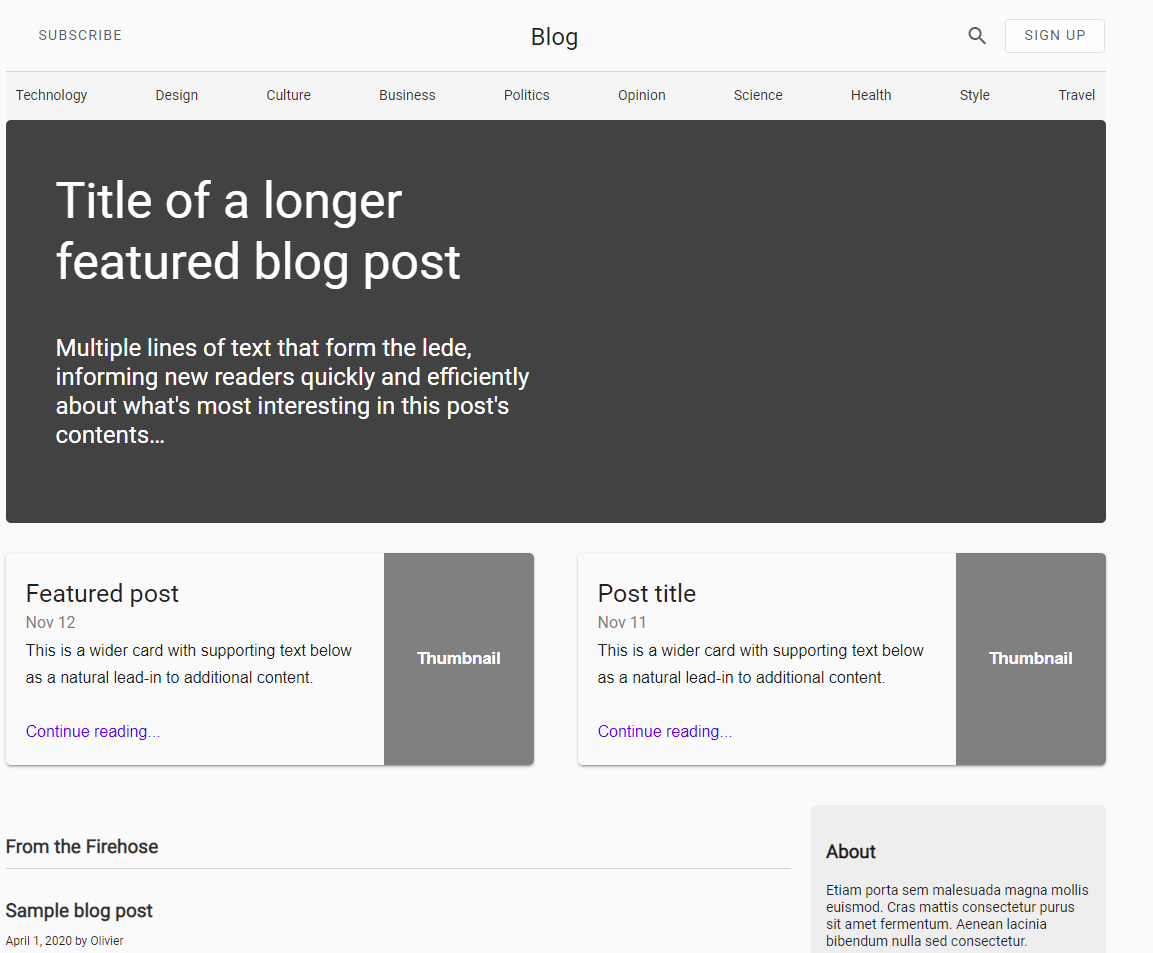 SUBSCRIBE
Blog
SIGN UP
Technology Design Culture Business Politics Opinion Science Health Style Travel
Title of a longer
featured blog post
Multiple lines of text that form the lede,
informing new readers quickly and efficiently
about what's most interesting in this post's
contents…
Featured post
Nov 12
This is a wider card with supporting text below
as a natural lead-in to additional content.
Continue reading...
Thumbnail
Post title
Nov 11
This is a wider card with supporting text below
as a natural lead-in to additional content.
Continue reading...
Thumbnail
From the Firehose
Sample blog post
April 1, 2020 by Olivier
About
Etiam porta sem malesuada magna mollis
euismod. Cras mattis consectetur purus
sit amet fermentum. Aenean lacinia
bibendum nulla sed consectetur.